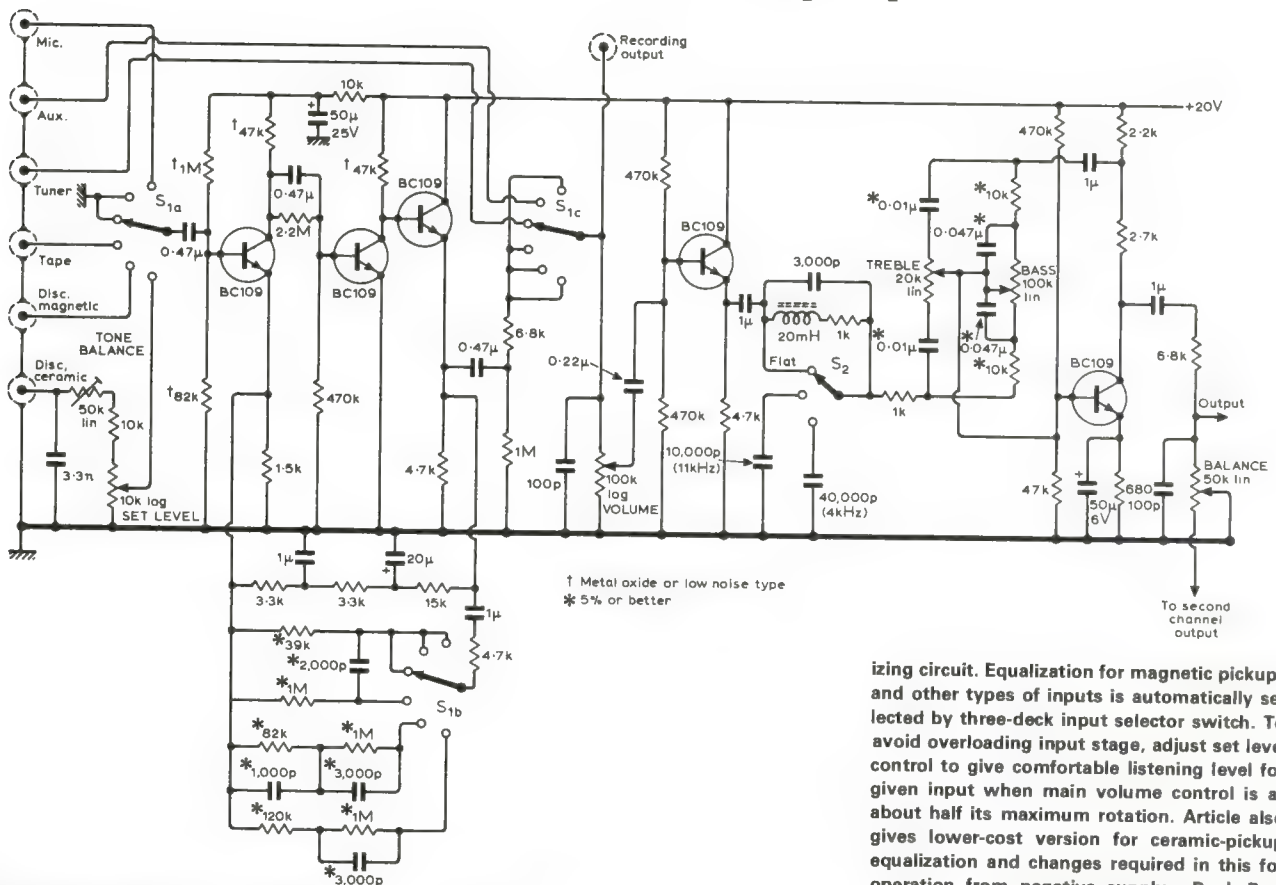 Mic.
Aux.
Tuner
Tape
Disc. magnetic
Disc, ceramic
S1a
TONE BALANCE
50k lin
10k
3·3n
10k log
SET LEVEL
0·47µ
†1M
†82k
†47k
50µ 25V
10k
0·47µ
2·2M
BC109
1·5k
470k
†47k
BC109
BC109
0·47µ
4·7k
6·8k
1M
S1c
Recording output
100p
100k log
VOLUME
0·22µ
470k
470k
BC109
1µ
4·7k
3,000p
20mH
1k
Flat
S2
10,000p (11kHz)
40,000p (4kHz)
1k
*0·01µ
TREBLE
20k lin
*0·01µ
*10k
*0·047µ
BASS
100k lin
*0·047µ
*10k
1µ
+20V
470k
2·2k
2·7k
BC109
47k
50µ 6V
680
100p
1µ
6·8k
Output
BALANCE
50k lin
To second channel output
1µ
20µ
3·3k
3·3k
15k
1µ
4·7k
*39k
*2,000p
*1M
S1b
*82k
*1M
*1,000p
*3,000p
*120k
*1M
*3,000p
† Metal oxide or low noise type
* 5% or better
izing circuit. Equalization for magnetic pickup
and other types of inputs is automatically se
lected by three-deck input selector switch. To
avoid overloading input stage, adjust set leve
control to give comfortable listening level fo
given input when main volume control is a
about half its maximum rotation. Article also
gives lower-cost version for ceramic-pickup
equalization and changes required in this fo